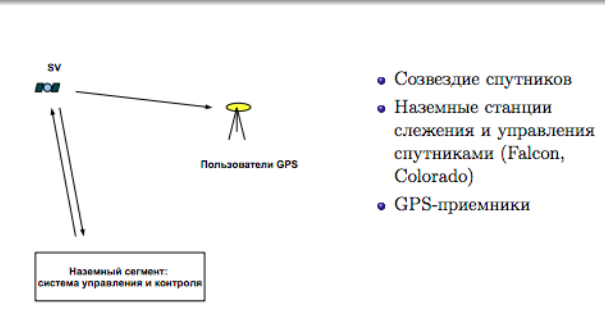 SV
Пользователи GPS
Наземный сегмент:
система управления и контроля
Созвездие спутников
Наземные станции
слежения и управления
спутниками (Falcon,
Colorado)
GPS-приемники